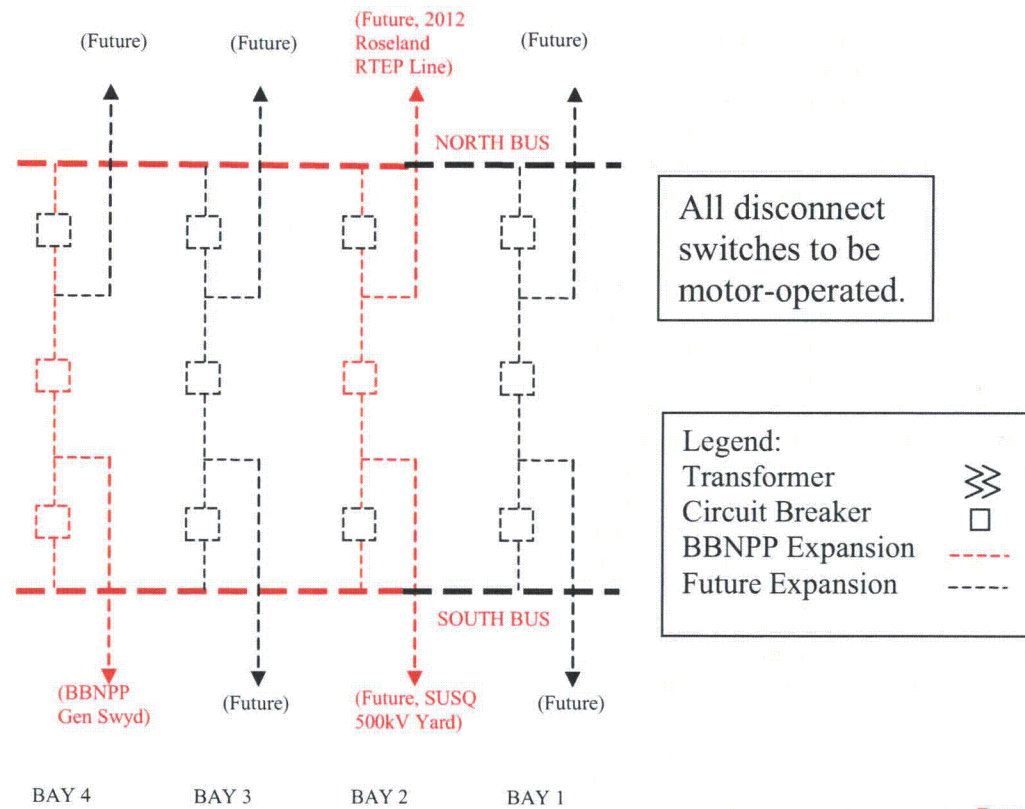 (Future)
(Future)
(Future, 2012
Roseland
RTEP Line)
(Future)
NORTH BUS
All disconnect
switches to be
motor-operated.
Legend:
Transformer
Circuit Breaker
BBNPP Expansion
Future Expansion
SOUTH BUS
(BBNPP
Gen Swyd)
(Future)
(Future, SUSQ
500kV Yard)
(Future)
BAY 4
BAY 3
BAY 2
BAY 1